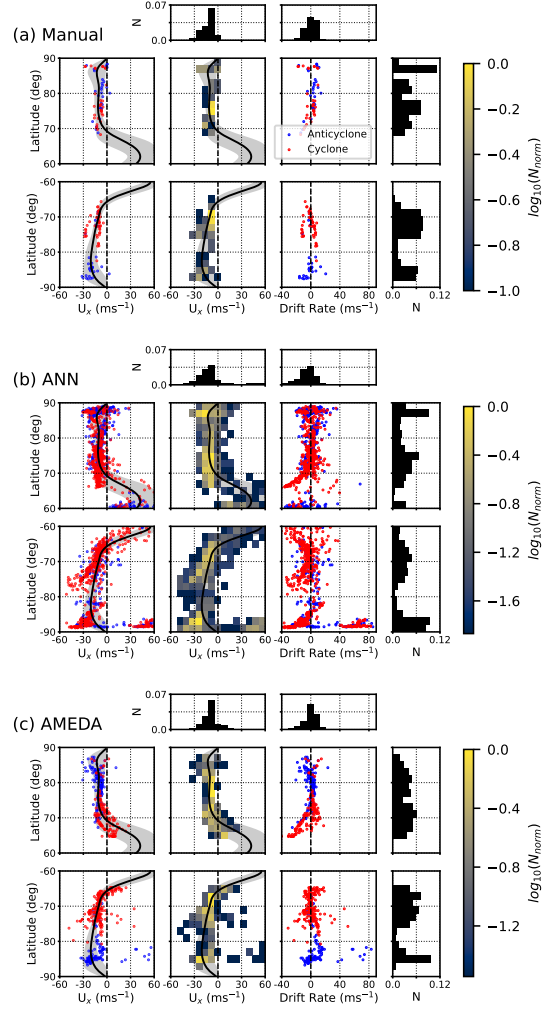 0.07
N
0.0
(a) Manual
90
80
70
60
Latitude (deg)
Anticyclone
Cyclone
0.0
−0.2
−0.4
−0.6
−0.8
−1.0
log₁₀(Nₙₒᵣₘ)
-60
-70
-80
-90
Latitude (deg)
-60 -30 0 30 60
-60 -30 0 30 60
-40 0 40 80
0.0 0.12
Uₓ (ms⁻¹)
Uₓ (ms⁻¹)
Drift Rate (ms⁻¹)
N
0.07
N
0.0
(b) ANN
90
80
70
60
Latitude (deg)
0.0
−0.4
−0.8
−1.2
−1.6
log₁₀(Nₙₒᵣₘ)
-60
-70
-80
-90
Latitude (deg)
-60 -30 0 30 60
-60 -30 0 30 60
-40 0 40 80
0.0 0.12
Uₓ (ms⁻¹)
Uₓ (ms⁻¹)
Drift Rate (ms⁻¹)
N
0.07
N
0.0
(c) AMEDA
90
80
70
60
Latitude (deg)
0.0
−0.4
−0.8
−1.2
log₁₀(Nₙₒᵣₘ)
-60
-70
-80
-90
Latitude (deg)
-60 -30 0 30 60
-60 -30 0 30 60
-40 0 40 80
0.0 0.12
Uₓ (ms⁻¹)
Uₓ (ms⁻¹)
Drift Rate (ms⁻¹)
N